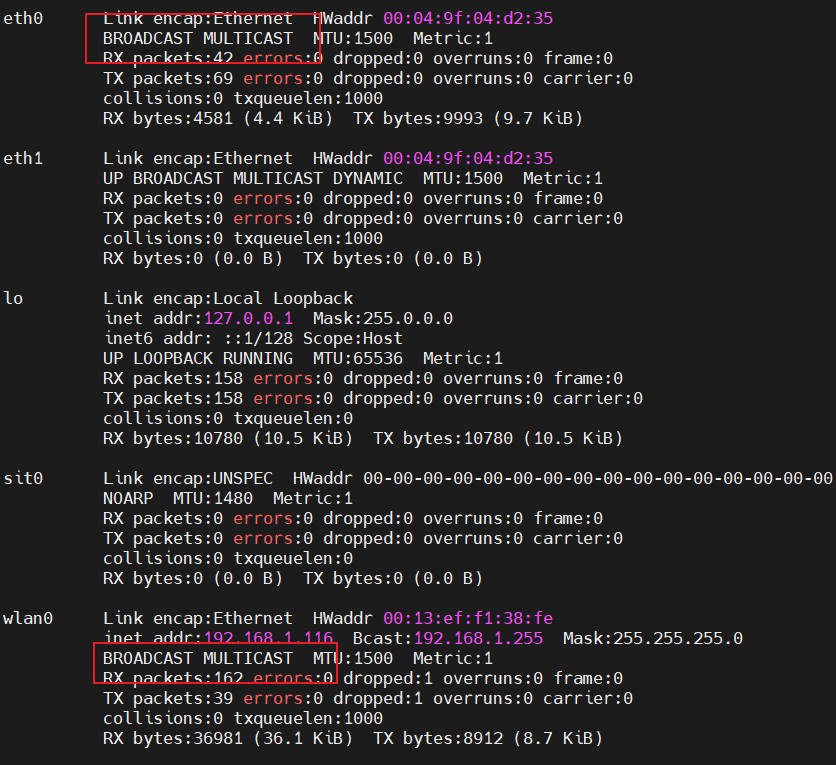 eth0      Link encap:Ethernet  HWaddr 00:04:9f:04:d2:35
          BROADCAST MULTICAST  MTU:1500  Metric:1
          RX packets:42 errors:0 dropped:0 overruns:0 frame:0
          TX packets:69 errors:0 dropped:0 overruns:0 carrier:0
          collisions:0 txqueuelen:1000
          RX bytes:4581 (4.4 KiB)  TX bytes:9993 (9.7 KiB)

eth1      Link encap:Ethernet  HWaddr 00:04:9f:04:d2:35
          UP BROADCAST MULTICAST DYNAMIC  MTU:1500  Metric:1
          RX packets:0 errors:0 dropped:0 overruns:0 frame:0
          TX packets:0 errors:0 dropped:0 overruns:0 carrier:0
          collisions:0 txqueuelen:1000
          RX bytes:0 (0.0 B)  TX bytes:0 (0.0 B)

lo        Link encap:Local Loopback
          inet addr:127.0.0.1  Mask:255.0.0.0
          inet6 addr: ::1/128 Scope:Host
          UP LOOPBACK RUNNING  MTU:65536  Metric:1
          RX packets:158 errors:0 dropped:0 overruns:0 frame:0
          TX packets:158 errors:0 dropped:0 overruns:0 carrier:0
          collisions:0 txqueuelen:0
          RX bytes:10780 (10.5 KiB)  TX bytes:10780 (10.5 KiB)

sit0      Link encap:UNSPEC  HWaddr 00-00-00-00-00-00-00-00-00-00-00-00-00-00-00-00
          NOARP  MTU:1480  Metric:1
          RX packets:0 errors:0 dropped:0 overruns:0 frame:0
          TX packets:0 errors:0 dropped:0 overruns:0 carrier:0
          collisions:0 txqueuelen:0
          RX bytes:0 (0.0 B)  TX bytes:0 (0.0 B)

wlan0     Link encap:Ethernet  HWaddr 00:13:ef:f1:38:fe
          inet addr:192.168.1.116  Bcast:192.168.1.255  Mask:255.255.255.0
          BROADCAST MULTICAST  MTU:1500  Metric:1
          RX packets:162 errors:0 dropped:1 overruns:0 frame:0
          TX packets:39 errors:0 dropped:1 overruns:0 carrier:0
          collisions:0 txqueuelen:1000
          RX bytes:36981 (36.1 KiB)  TX bytes:8912 (8.7 KiB)